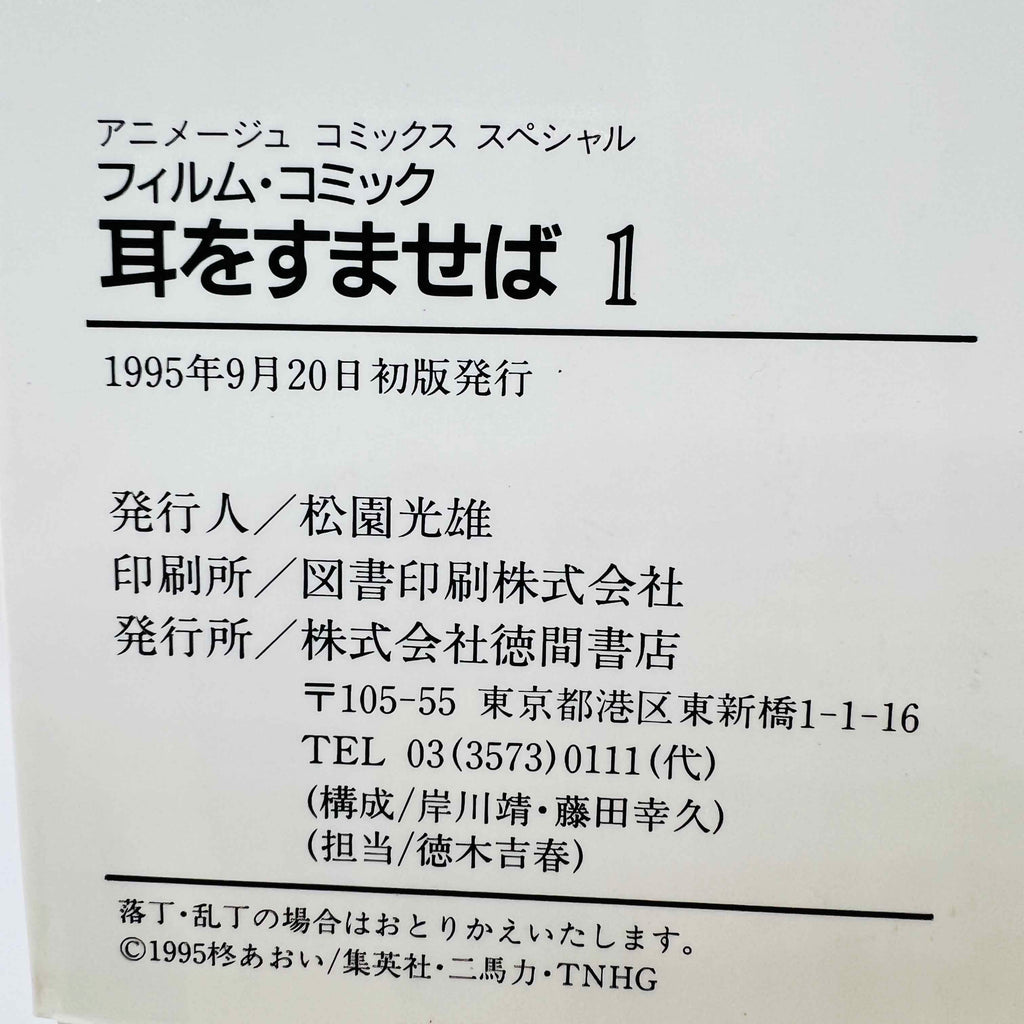 アニメージュ コミックス スペシャル
フィルム・コミック
耳をすませば 1
1995年9月20日初版発行
発行人／松園光雄
印刷所／図書印刷株式会社
発行所／株式会社徳間書店
〒105-55 東京都港区東新橋1-1-16
TEL 03(3573)0111(代)
(構成/岸川靖・藤田幸久)
(担当/徳木吉春)
落丁・乱丁の場合はおとりかえいたします。
©1995柊あおい/集英社・二馬力・TNHG